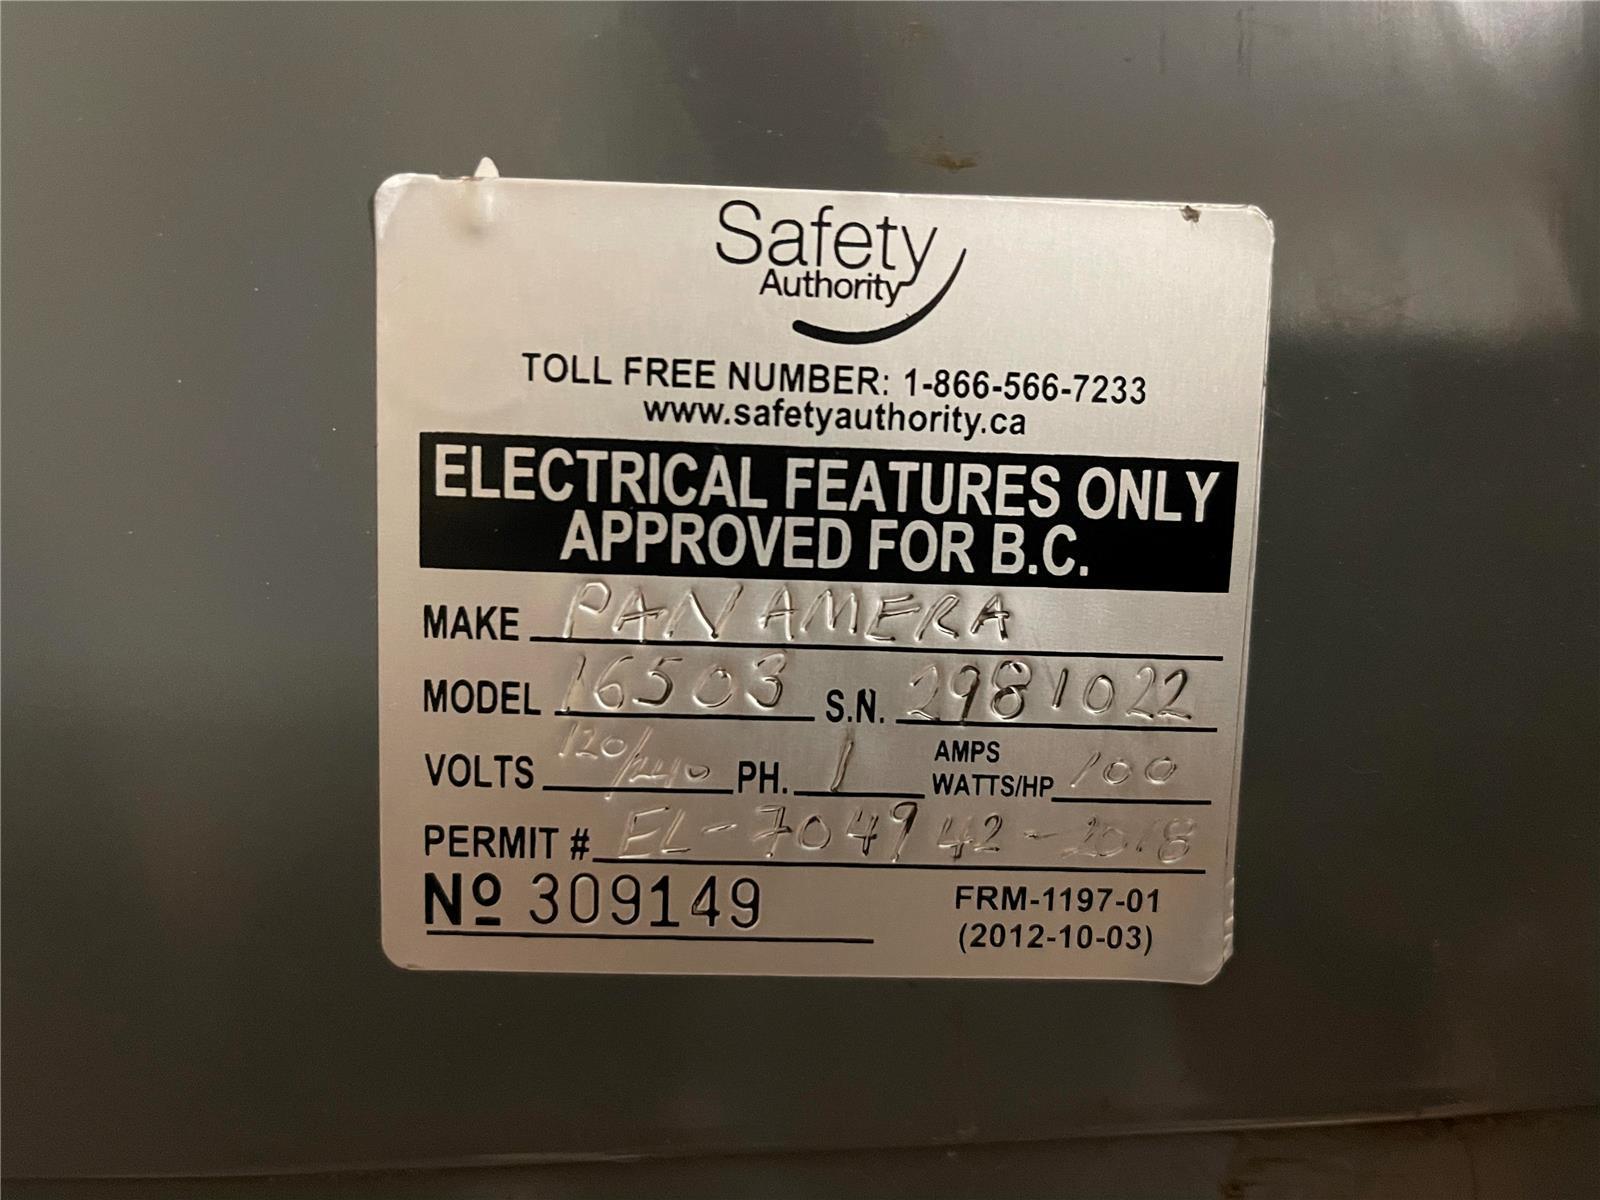 Safety
Authority
TOLL FREE NUMBER: 1-866-566-7233
www.safetyauthority.ca
ELECTRICAL FEATURES ONLY
APPROVED FOR B.C.
MAKE PANAMERA
MODEL 16503 S.N. 2981022
VOLTS 120/240 PH. 1 AMPS WATTS/HP 100
PERMIT # EL-704942-2018
Nº 309149 FRM-1197-01
(2012-10-03)